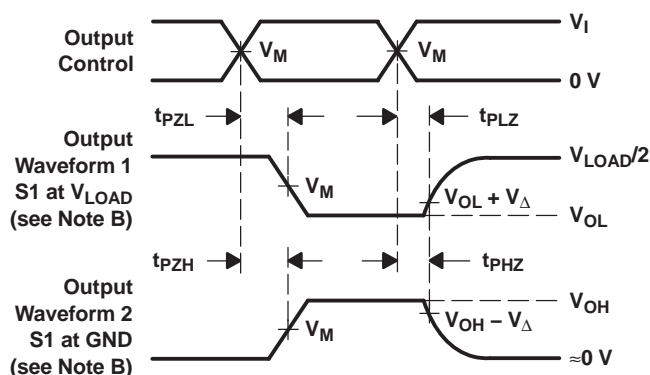 Output
Control
V_M
V_M
V_I
0 V
t_PZL
t_PLZ
Output
Waveform 1
S1 at V_LOAD
(see Note B)
V_M
V_LOAD/2
V_OL + V_Δ
V_OL
t_PZH
t_PHZ
Output
Waveform 2
S1 at GND
(see Note B)
V_M
V_OH
V_OH – V_Δ
≈0 V